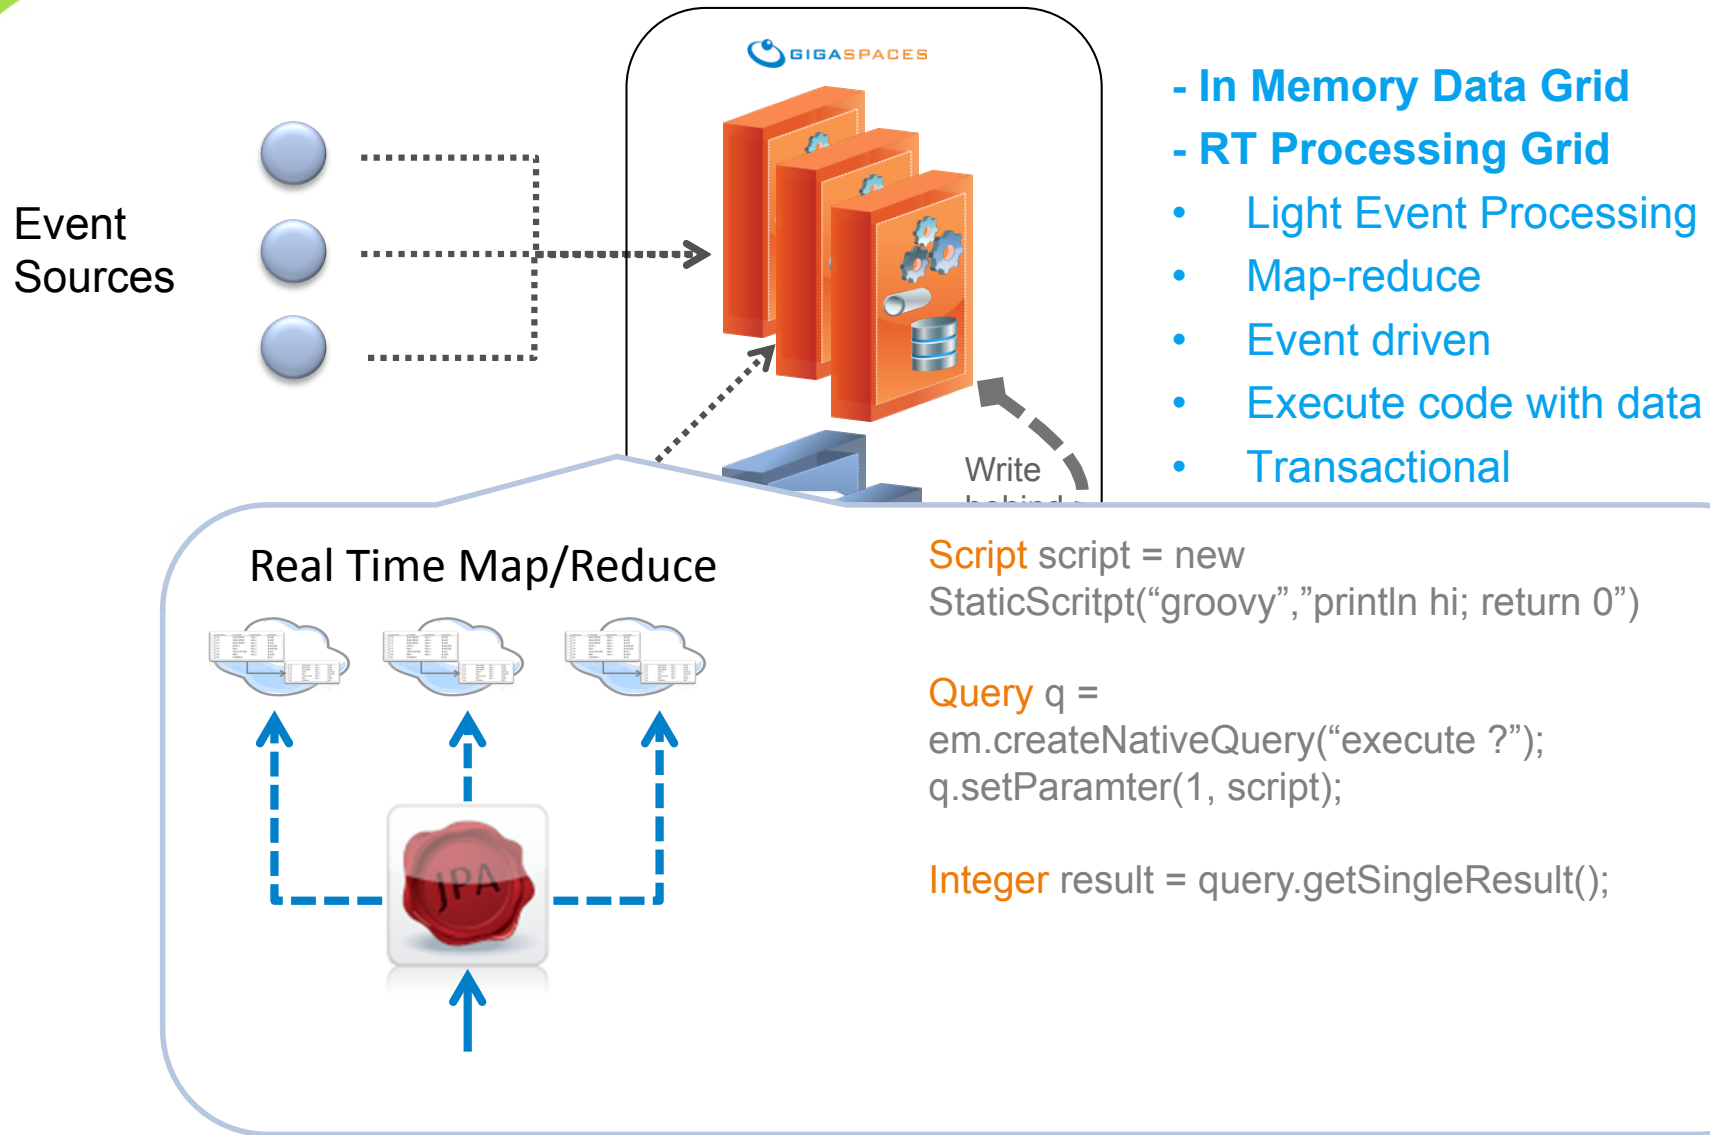 GIGASPACES
Event
Sources
- In Memory Data Grid
- RT Processing Grid
• Light Event Processing
• Map-reduce
• Event driven
• Execute code with data
• Transactional
Write
behind
Real Time Map/Reduce
JPA
Script script = new
StaticScritpt(“groovy”,”println hi; return 0”)
Query q =
em.createNativeQuery(“execute ?”);
q.setParamter(1, script);
Integer result = query.getSingleResult();